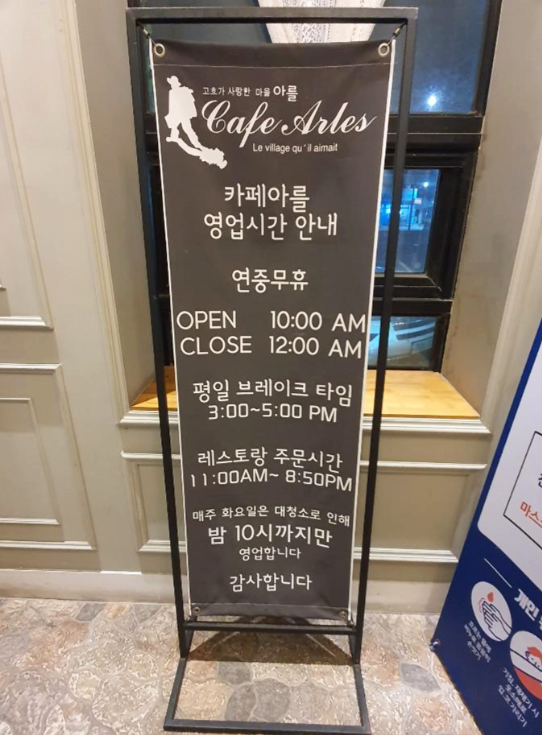 고흐가 사랑한 마을 아를
Cafe Arles
Le village qu'il aimait
카페아를
영업시간 안내
연중무휴
OPEN 10:00 AM
CLOSE 12:00 AM
평일 브레이크 타임
3:00~5:00 PM
레스토랑 주문시간
11:00AM~ 8:50PM
매주 화요일은 대청소로 인해
밤 10시까지만
영업합니다
감사합니다
마스
개인